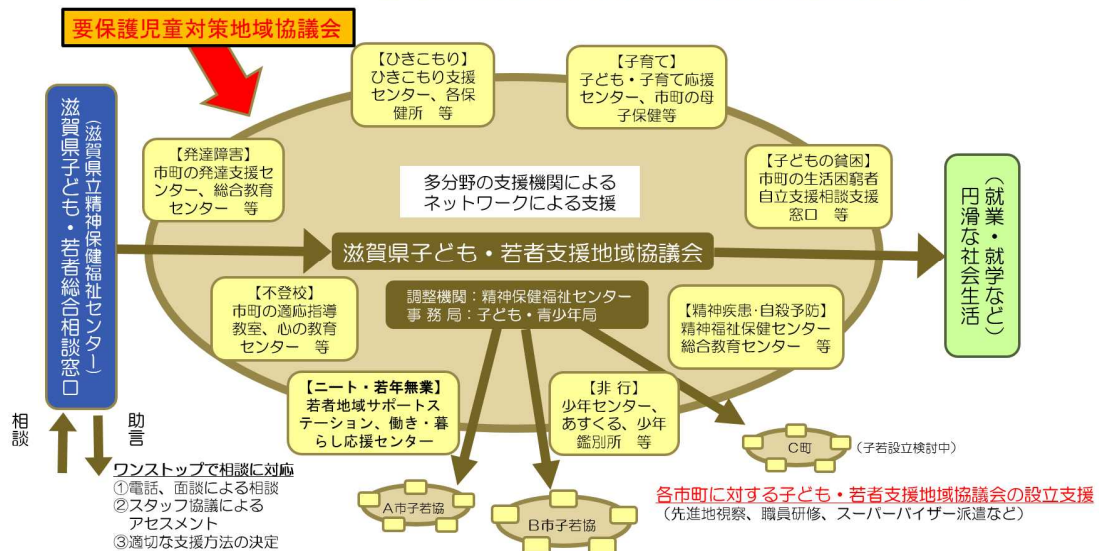 要保護児童対策地域協議会
【ひきこもり】
ひきこもり支援
センター、各保
健所　等
【子育て】
子ども・子育て応援
センター、市町の母
子保健等
滋賀県子ども・若者総合相談窓口
（滋賀県立精神保健福祉センター）
【発達障害】
市町の発達支援セ
ンター、総合教育
センター　等
多分野の支援機関による
ネットワークによる支援
【子どもの貧困】
市町の生活困窮者
自立支援相談支援
窓口　等
（就業・就学など）
円滑な社会生活
滋賀県子ども・若者支援地域協議会
調整機関：精神保健福祉センター
事 務 局：子ども・青少年局
【不登校】
市町の適応指導
教室、心の教育
センター　等
【精神疾患・自殺予防】
精神福祉保健センター
総合教育センター　等
【ニート・若年無業】
若者地域サポートス
テーション、働き・暮
らし応援センター
【非 行】
少年センター、
あすくる、少年
鑑別所　等
相談
助言
ワンストップで相談に対応
①電話、面談による相談
②スタッフ協議による
アセスメント
③適切な支援方法の決定
A市子若協
B市子若協
C町
（子若設立検討中）
各市町に対する子ども・若者支援地域協議会の設立支援
（先進地視察、職員研修、スーパーバイザー派遣など）